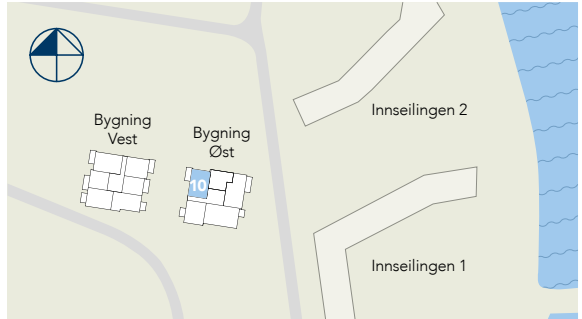 Innseilingen 2
Bygning
Vest
Bygning
Øst
10
Innseilingen 1